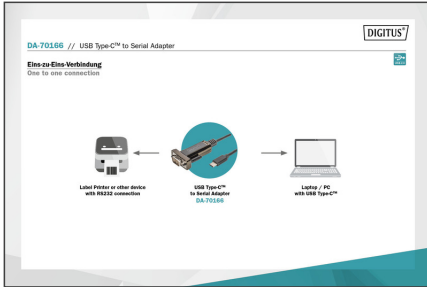 DIGITUS®
DA-70166 // USB Type-C™ to Serial Adapter
Eins-zu-Eins-Verbindung
One to one connection
Label Printer or other device
with RS232 connection
USB Type-C™
to Serial Adapter
DA-70166
Laptop / PC
with USB Type-C™